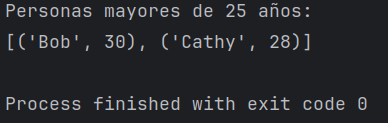 Personas mayores de 25 años:
[('Bob', 30), ('Cathy', 28)]
Process finished with exit code 0